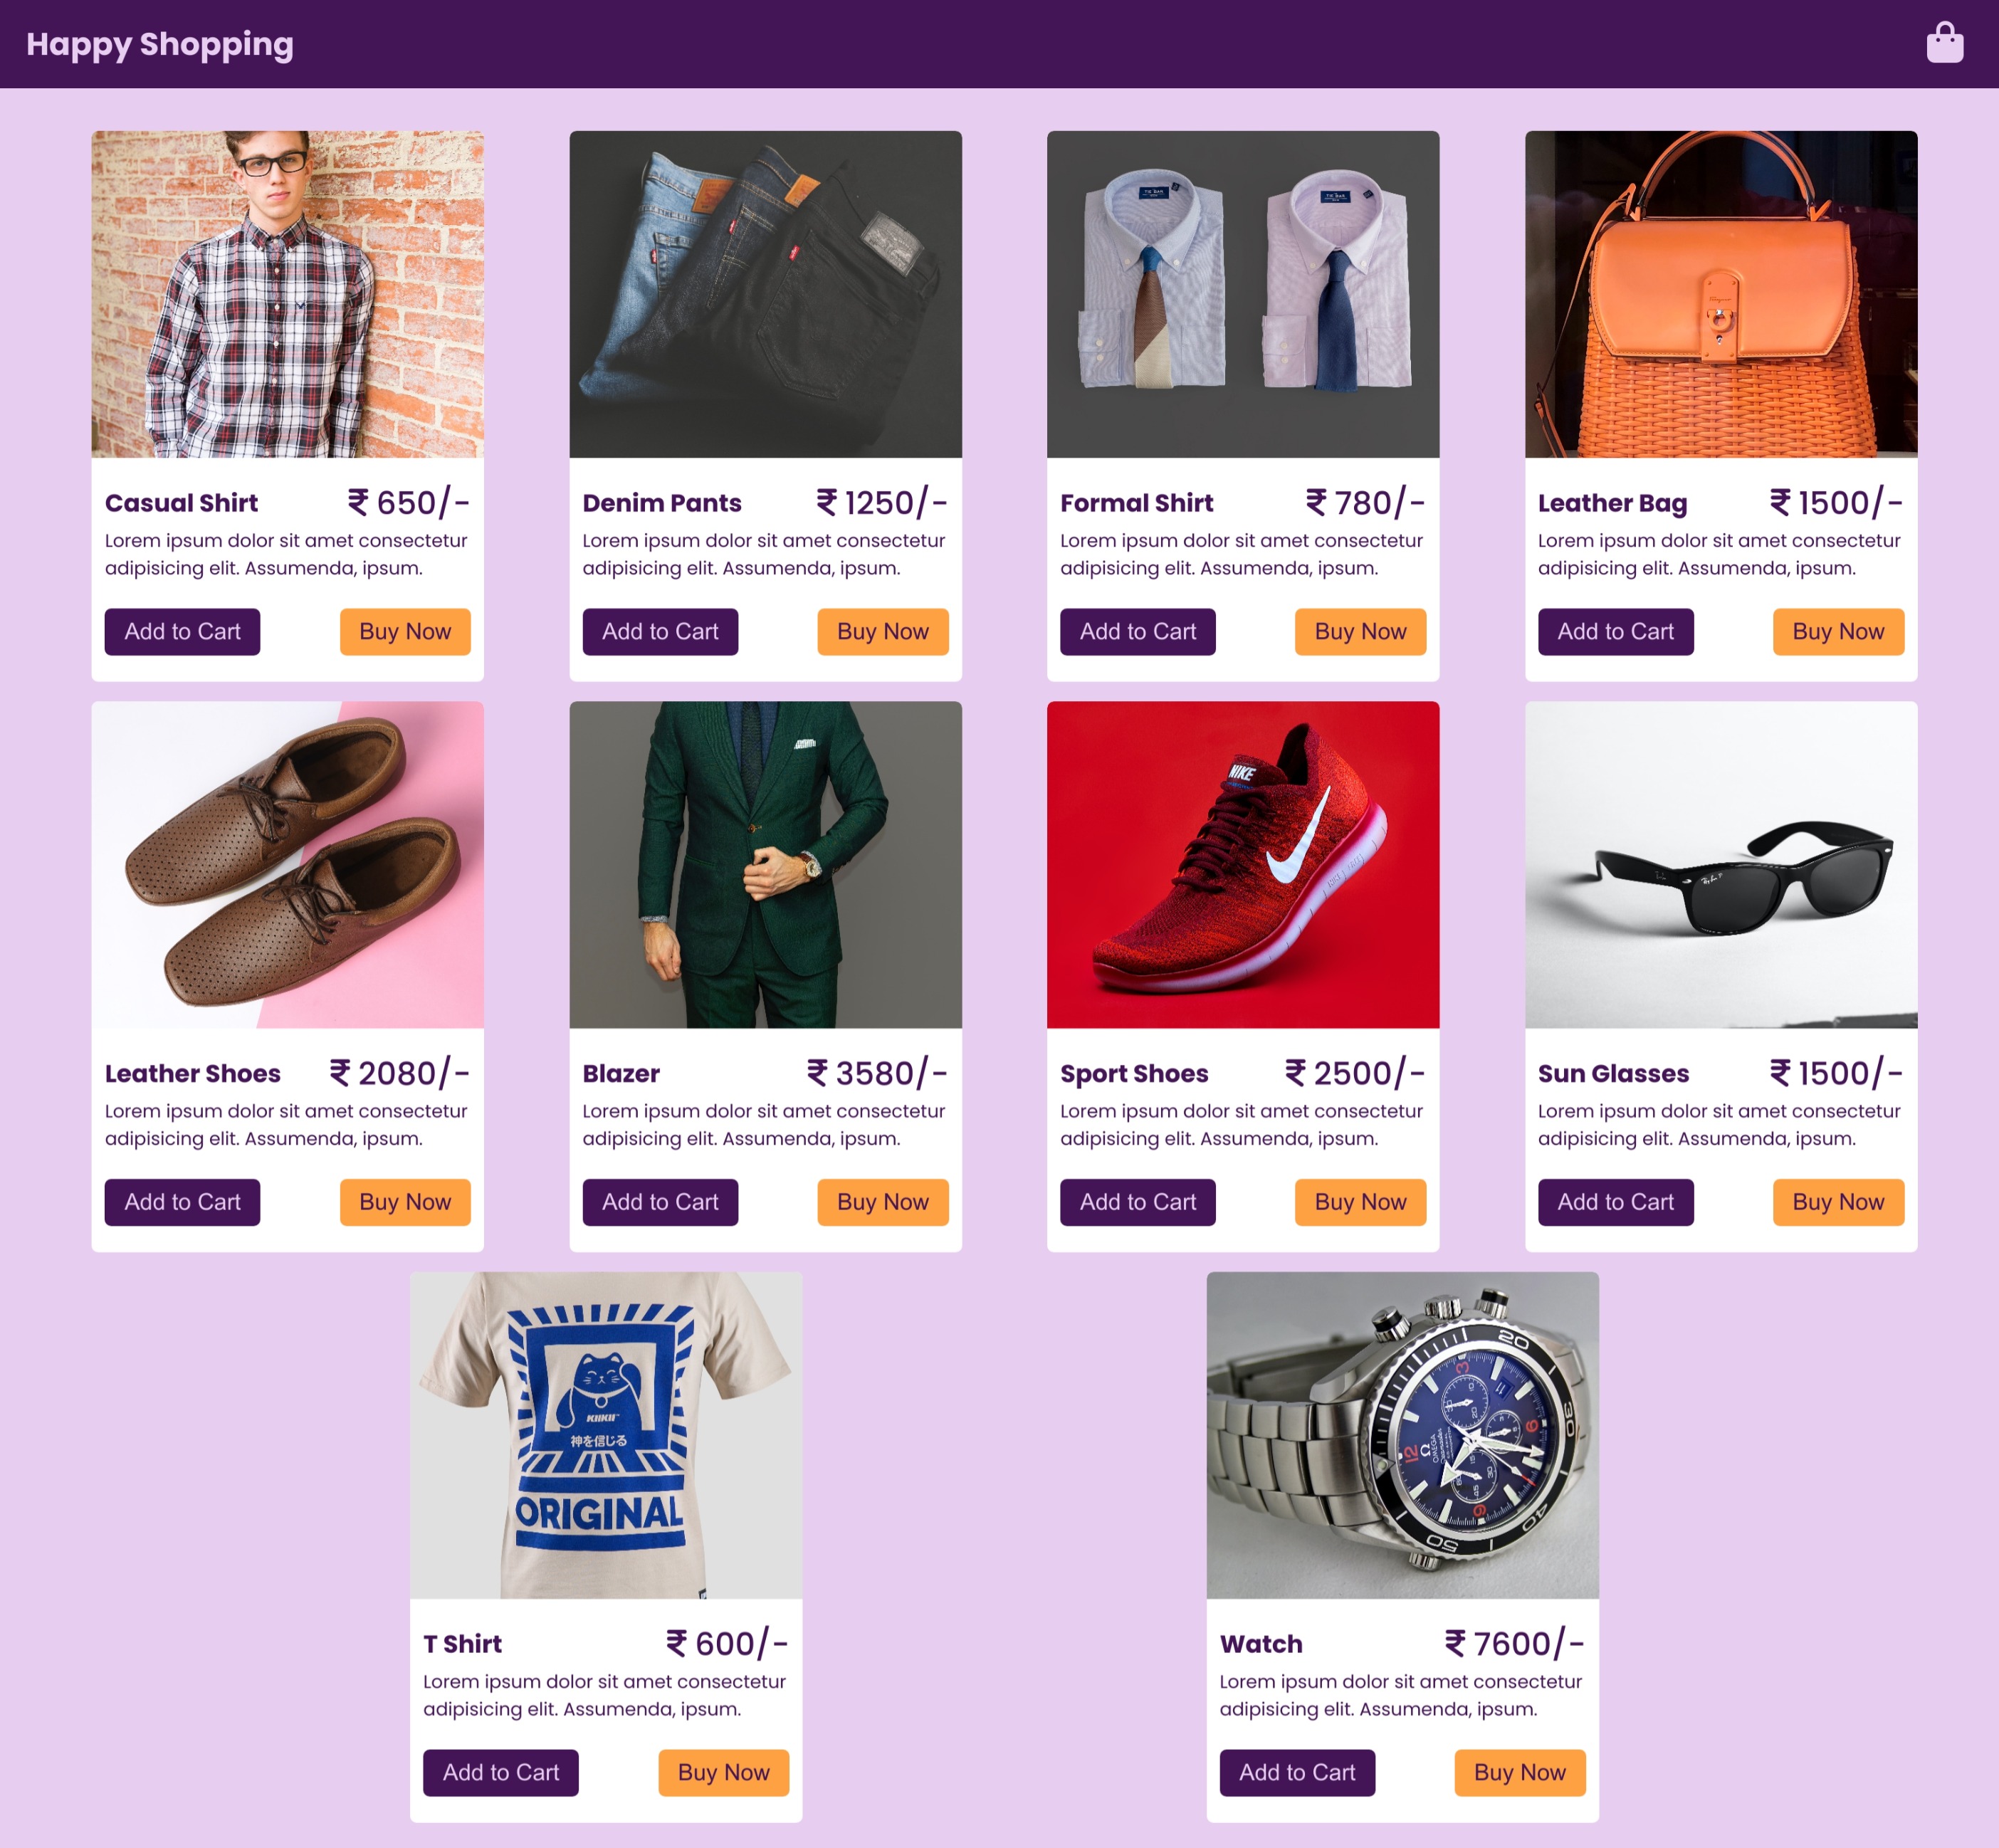 Happy Shopping
Casual Shirt ₹ 650/-
Lorem ipsum dolor sit amet consectetur
adipisicing elit. Assumenda, ipsum.
Add to Cart Buy Now
Denim Pants ₹ 1250/-
Lorem ipsum dolor sit amet consectetur
adipisicing elit. Assumenda, ipsum.
Add to Cart Buy Now
Formal Shirt ₹ 780/-
Lorem ipsum dolor sit amet consectetur
adipisicing elit. Assumenda, ipsum.
Add to Cart Buy Now
Leather Bag ₹ 1500/-
Lorem ipsum dolor sit amet consectetur
adipisicing elit. Assumenda, ipsum.
Add to Cart Buy Now
Leather Shoes ₹ 2080/-
Lorem ipsum dolor sit amet consectetur
adipisicing elit. Assumenda, ipsum.
Add to Cart Buy Now
Blazer ₹ 3580/-
Lorem ipsum dolor sit amet consectetur
adipisicing elit. Assumenda, ipsum.
Add to Cart Buy Now
NIKE
Sport Shoes ₹ 2500/-
Lorem ipsum dolor sit amet consectetur
adipisicing elit. Assumenda, ipsum.
Add to Cart Buy Now
Sun Glasses ₹ 1500/-
Lorem ipsum dolor sit amet consectetur
adipisicing elit. Assumenda, ipsum.
Add to Cart Buy Now
KIIKII™
神を信じる
ORIGINAL
T Shirt ₹ 600/-
Lorem ipsum dolor sit amet consectetur
adipisicing elit. Assumenda, ipsum.
Add to Cart Buy Now
20
30
40
50
12
3
6
9
OMEGA
Watch ₹ 7600/-
Lorem ipsum dolor sit amet consectetur
adipisicing elit. Assumenda, ipsum.
Add to Cart Buy Now